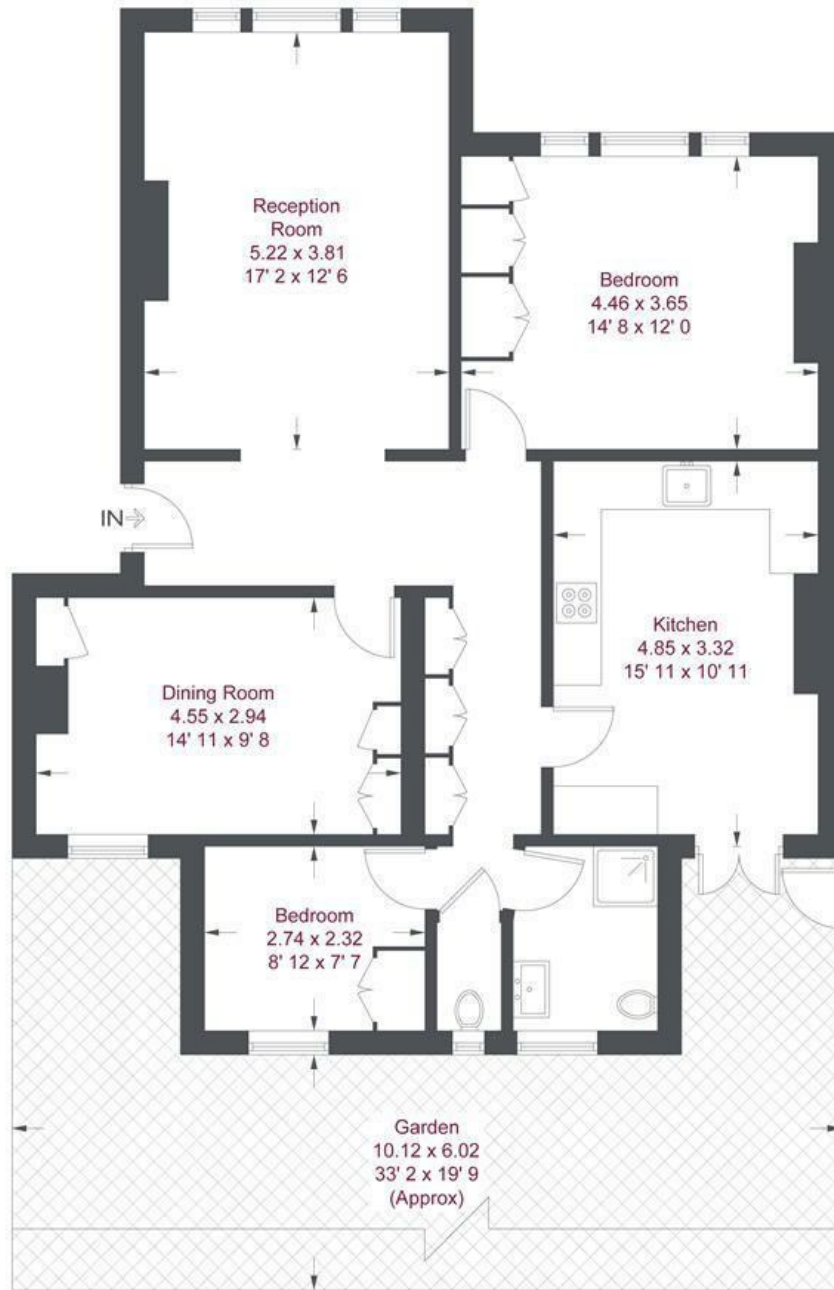 Reception
Room
5.22 x 3.81
17' 2 x 12' 6
Bedroom
4.46 x 3.65
14' 8 x 12' 0
IN
Kitchen
4.85 x 3.32
15' 11 x 10' 11
Dining Room
4.55 x 2.94
14' 11 x 9' 8
Bedroom
2.74 x 2.32
8' 12 x 7' 7
Garden
10.12 x 6.02
33' 2 x 19' 9
(Approx)